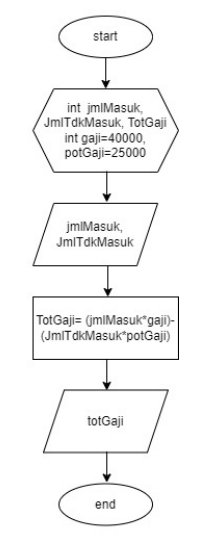 start
int jmlMasuk,
JmlTdkMasuk, TotGaji
int gaji=40000,
potGaji=25000
jmlMasuk,
JmlTdkMasuk
TotGaji= (jmlMasuk*gaji)-
(JmlTdkMasuk*potGaji)
totGaji
end